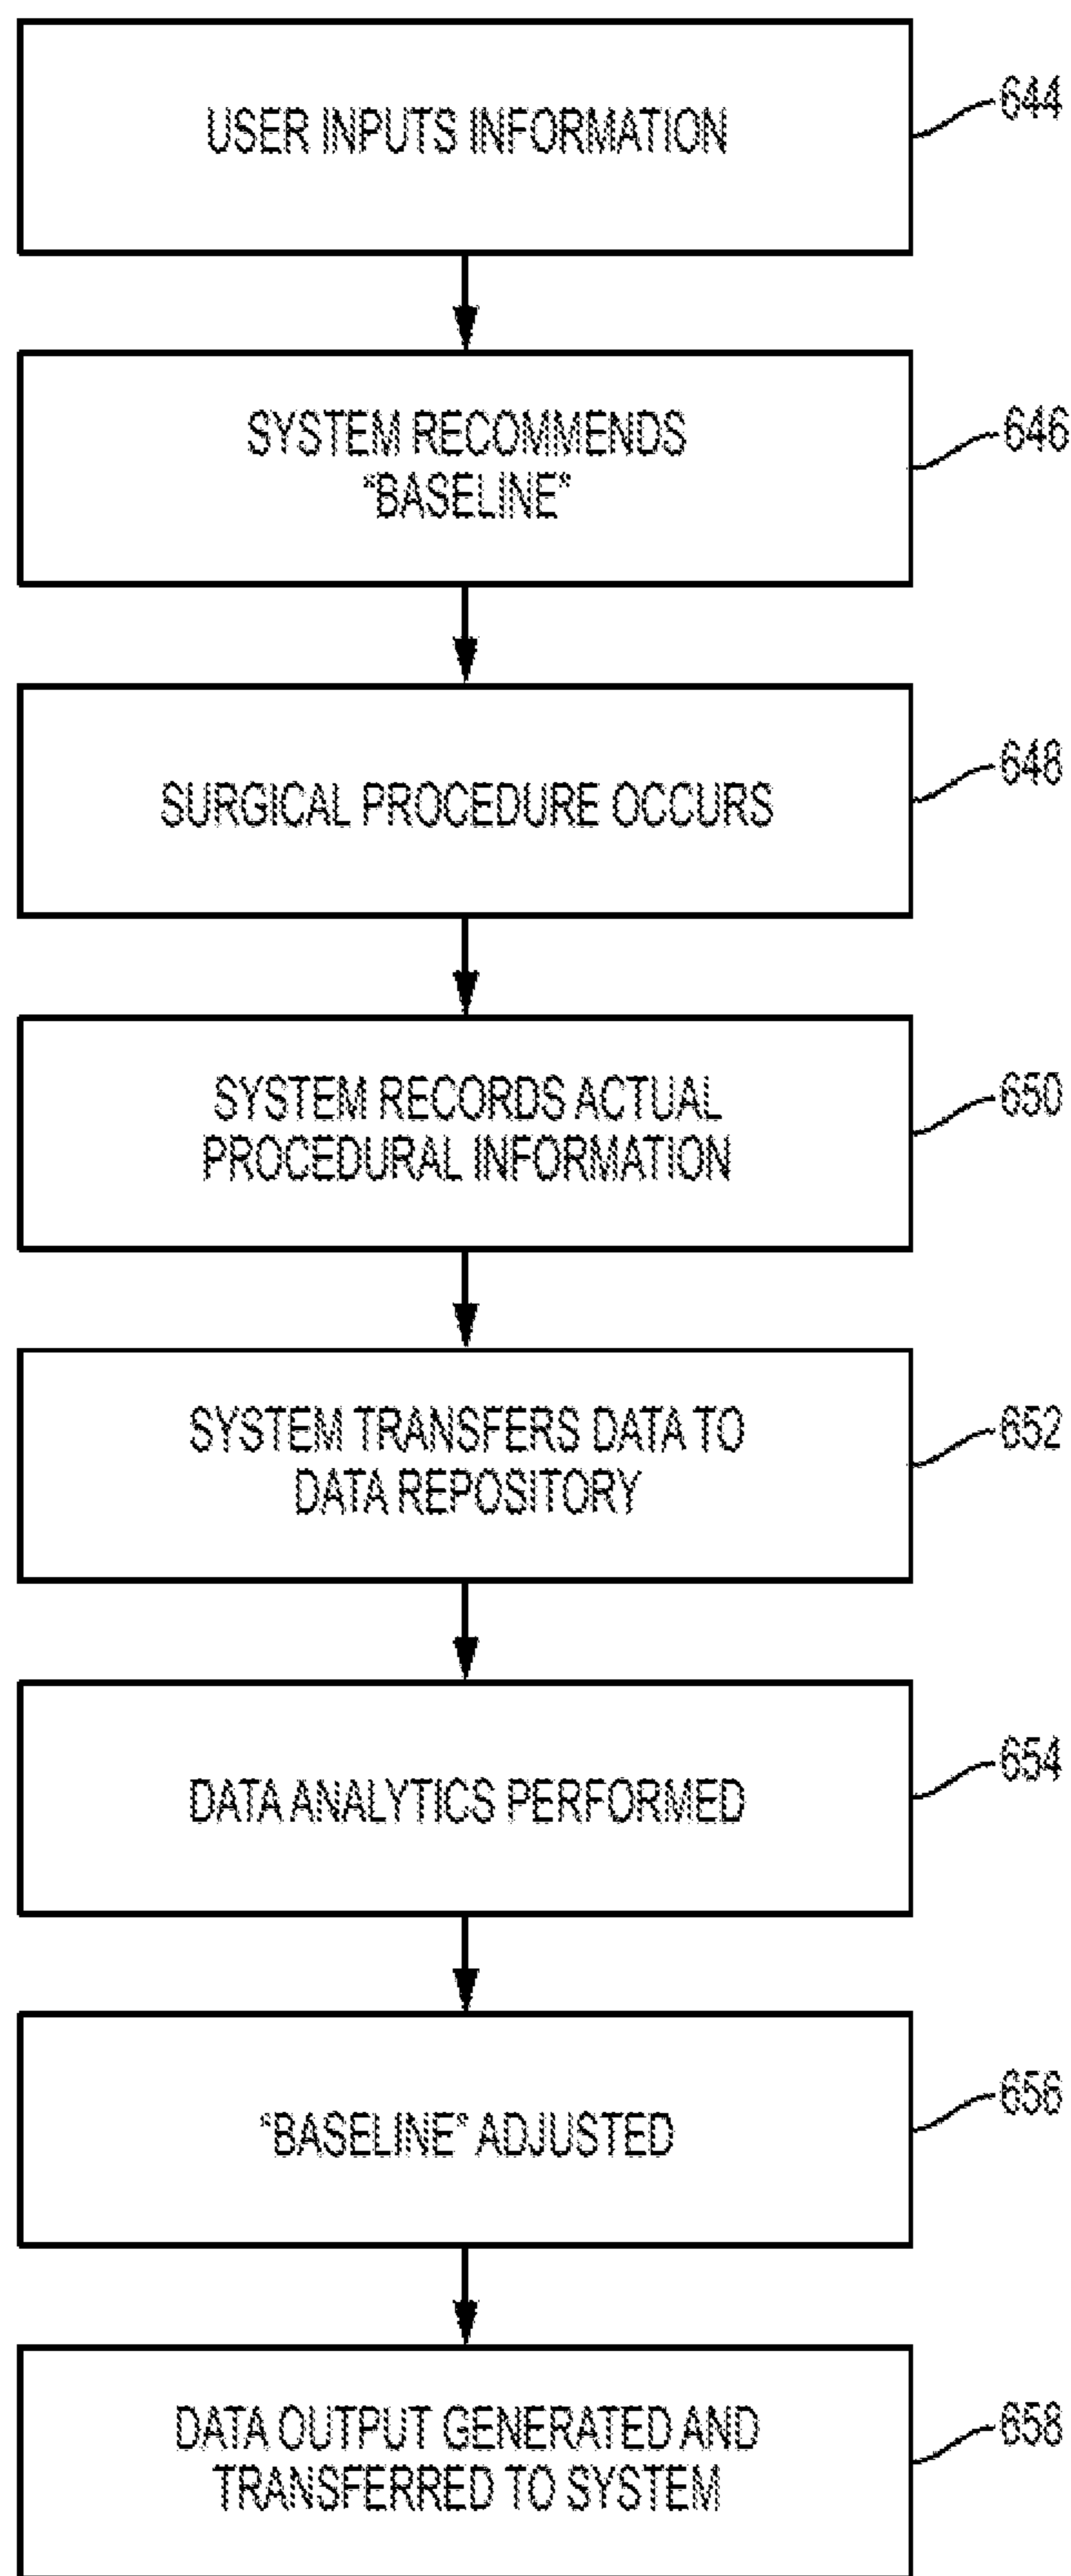 USER INPUTS INFORMATION
644
SYSTEM RECOMMENDS
“BASELINE”
646
SURGICAL PROCEDURE OCCURS
648
SYSTEM RECORDS ACTUAL
PROCEDURAL INFORMATION
650
SYSTEM TRANSFERS DATA TO
DATA REPOSITORY
652
DATA ANALYTICS PERFORMED
654
“BASELINE” ADJUSTED
656
DATA OUTPUT GENERATED AND
TRANSFERRED TO SYSTEM
658